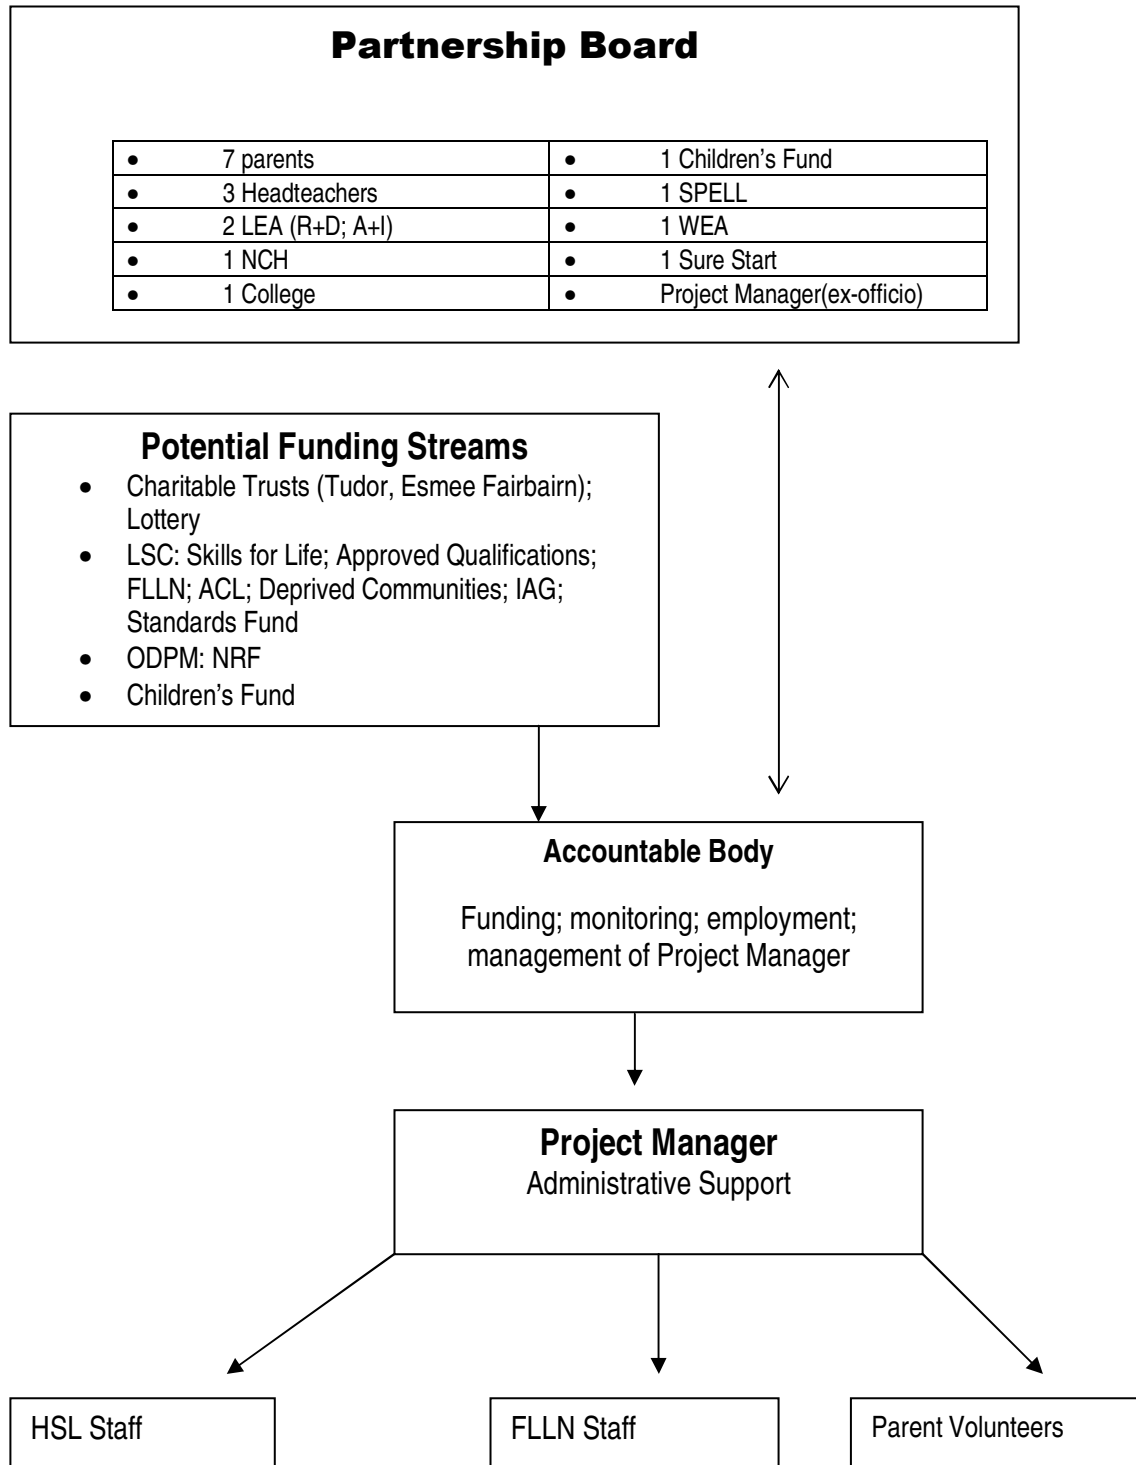 Partnership Board
• 7 parents • 1 Children's Fund
• 3 Headteachers • 1 SPELL
• 2 LEA (R+D; A+I) • 1 WEA
• 1 NCH • 1 Sure Start
• 1 College • Project Manager(ex-officio)
Potential Funding Streams
• Charitable Trusts (Tudor, Esmee Fairbairn);
Lottery
• LSC: Skills for Life; Approved Qualifications;
FLLN; ACL; Deprived Communities; IAG;
Standards Fund
• ODPM: NRF
• Children's Fund
Accountable Body
Funding; monitoring; employment;
management of Project Manager
Project Manager
Administrative Support
HSL Staff
FLLN Staff
Parent Volunteers